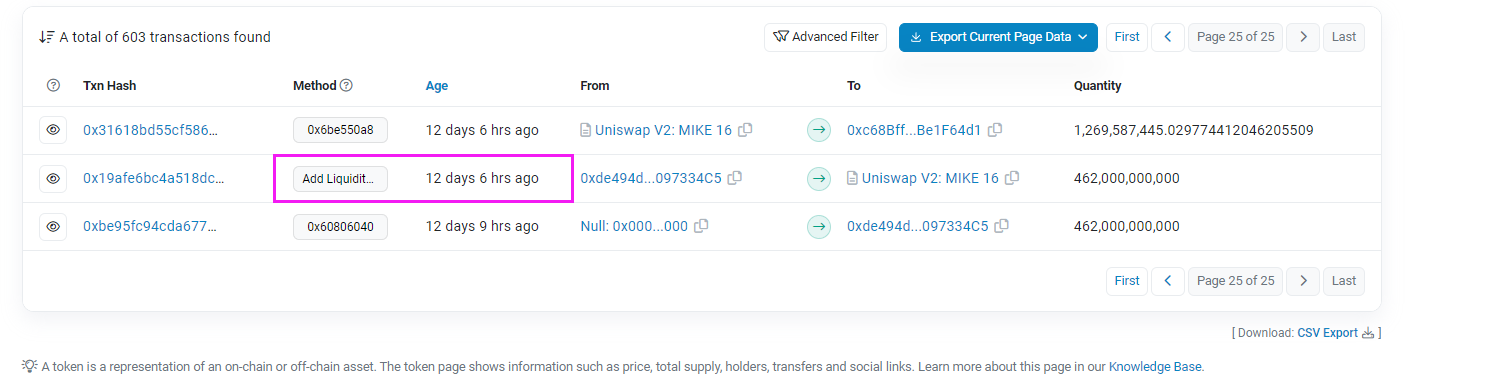 A total of 603 transactions found Advanced Filter Export Current Page Data First Page 25 of 25 Last
Txn Hash Method Age From To Quantity
0x31618bd55cf586... 0x6be550a8 12 days 6 hrs ago Uniswap V2: MIKE 16 0xc68Bff...Be1F64d1 1,269,587,445.029774412046205509
0x19afe6bc4a518dc... Add Liquidit... 12 days 6 hrs ago 0xde494d...097334C5 Uniswap V2: MIKE 16 462,000,000,000
0xbe95fc94cda677... 0x60806040 12 days 9 hrs ago Null: 0x000...000 0xde494d...097334C5 462,000,000,000
First Page 25 of 25 Last
[ Download: CSV Export ]
A token is a representation of an on-chain or off-chain asset. The token page shows information such as price, total supply, holders, transfers and social links. Learn more about this page in our Knowledge Base.